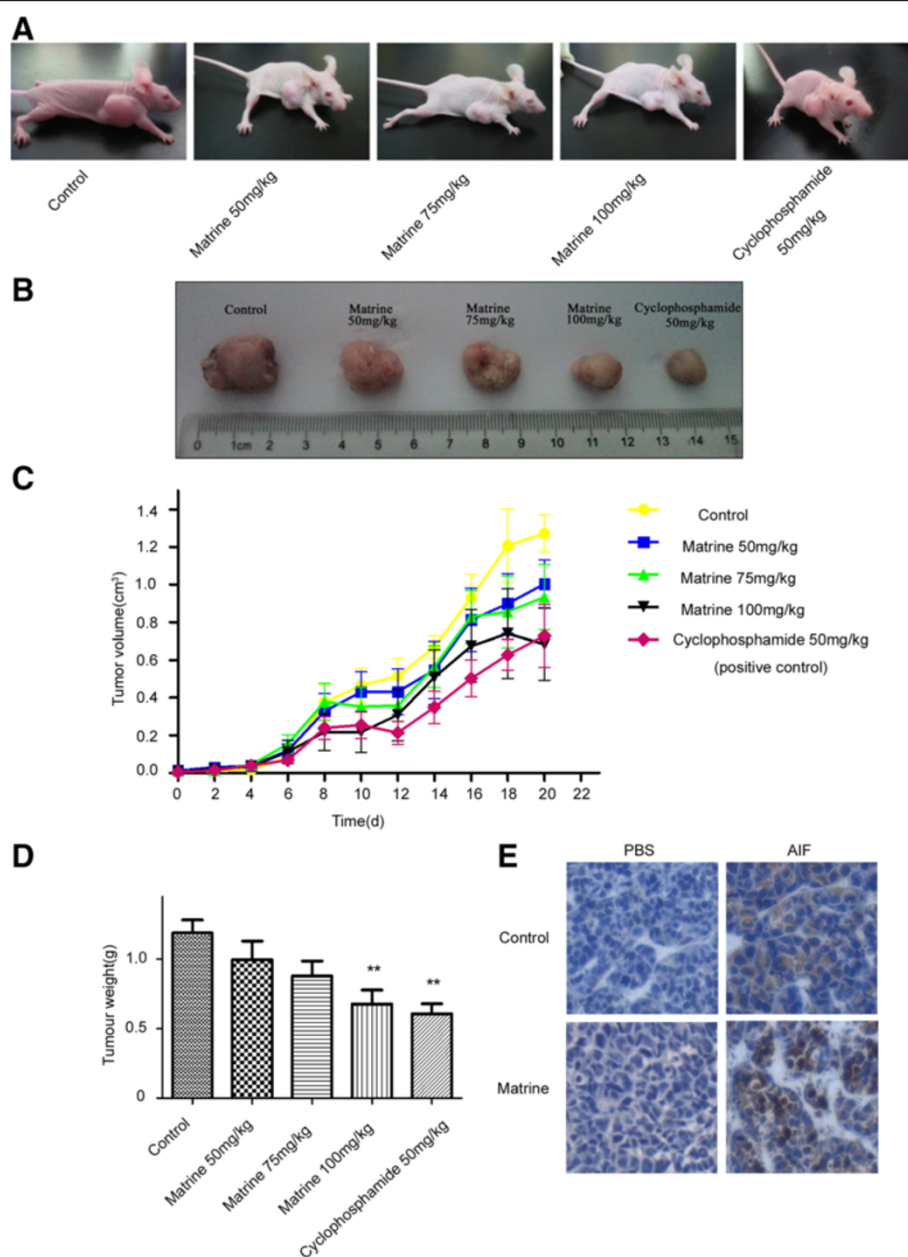 A
Control
Matrine 50mg/kg
Matrine 75mg/kg
Matrine 100mg/kg
Cyclophosphamide
50mg/kg
B
Control
Matrine
50mg/kg
Matrine
75mg/kg
Matrine
100mg/kg
Cyclophosphamide
50mg/kg
0 1cm 2 3 4 5 6 7 8 9 10 11 12 13 14 15
C
Tumor volume(cm³)
1.4
1.2
1.0
0.8
0.6
0.4
0.2
0.0
0 2 4 6 8 10 12 14 16 18 20 22
Time(d)
Control
Matrine 50mg/kg
Matrine 75mg/kg
Matrine 100mg/kg
Cyclophosphamide 50mg/kg
(positive control)
D
Tumour weight(g)
1.0
0.5
0
**
**
Control
Matrine 50mg/kg
Matrine 75mg/kg
Matrine 100mg/kg
Cyclophosphamide 50mg/kg
E
PBS
AIF
Control
Matrine